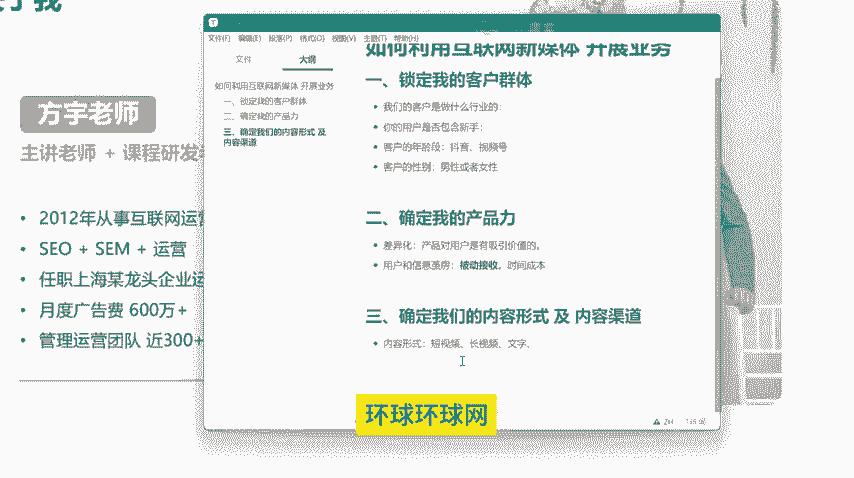 方宇老师
主讲老师 + 课程研发
• 2012年从事互联网运营
• SEO + SEM + 运营
• 任职上海某龙头企业运
• 月度广告费 600万+
• 管理运营团队 近300+
文件(F) 编辑(E) 段落(P) 格式(O) 视图(V) 主题(T) 帮助(H)
文件 大纲
如何利用互联网新媒体 开展业务
一、锁定我的客户群体
二、确定我的产品力
三、确定我们的内容形式 及
内容渠道
如何利用互联网新媒体 开展业务
一、锁定我的客户群体
• 我们的客户是做什么行业的：
• 你的用户是否包含新手；
• 客户的年龄段：抖音、视频号
• 客户的性别：男性或者女性
二、确定我的产品力
• 差异化：产品对用户是有吸引价值的。
• 用户和信息茧房：被动接收。时间成本
三、确定我们的内容形式 及 内容渠道
• 内容形式：短视频、长视频、文字、
环球环球网